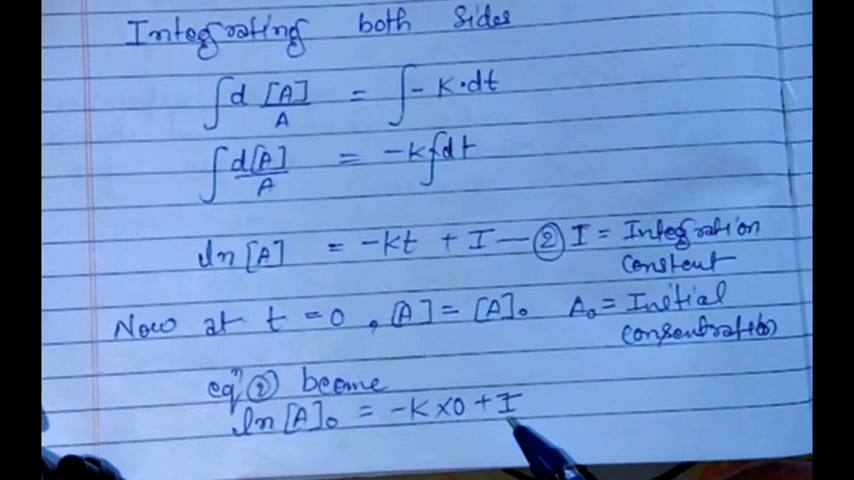 Integrating both sides
∫ d [A]/A = ∫ - K·dt
∫ d[A]/A = -K∫dt
ln [A] = -Kt + I — ② I = Integration
constant
Now at t = 0, [A] = [A]₀ A₀ = Initial
consentration
eqⁿ ② become
ln [A]₀ = -K×0 + I